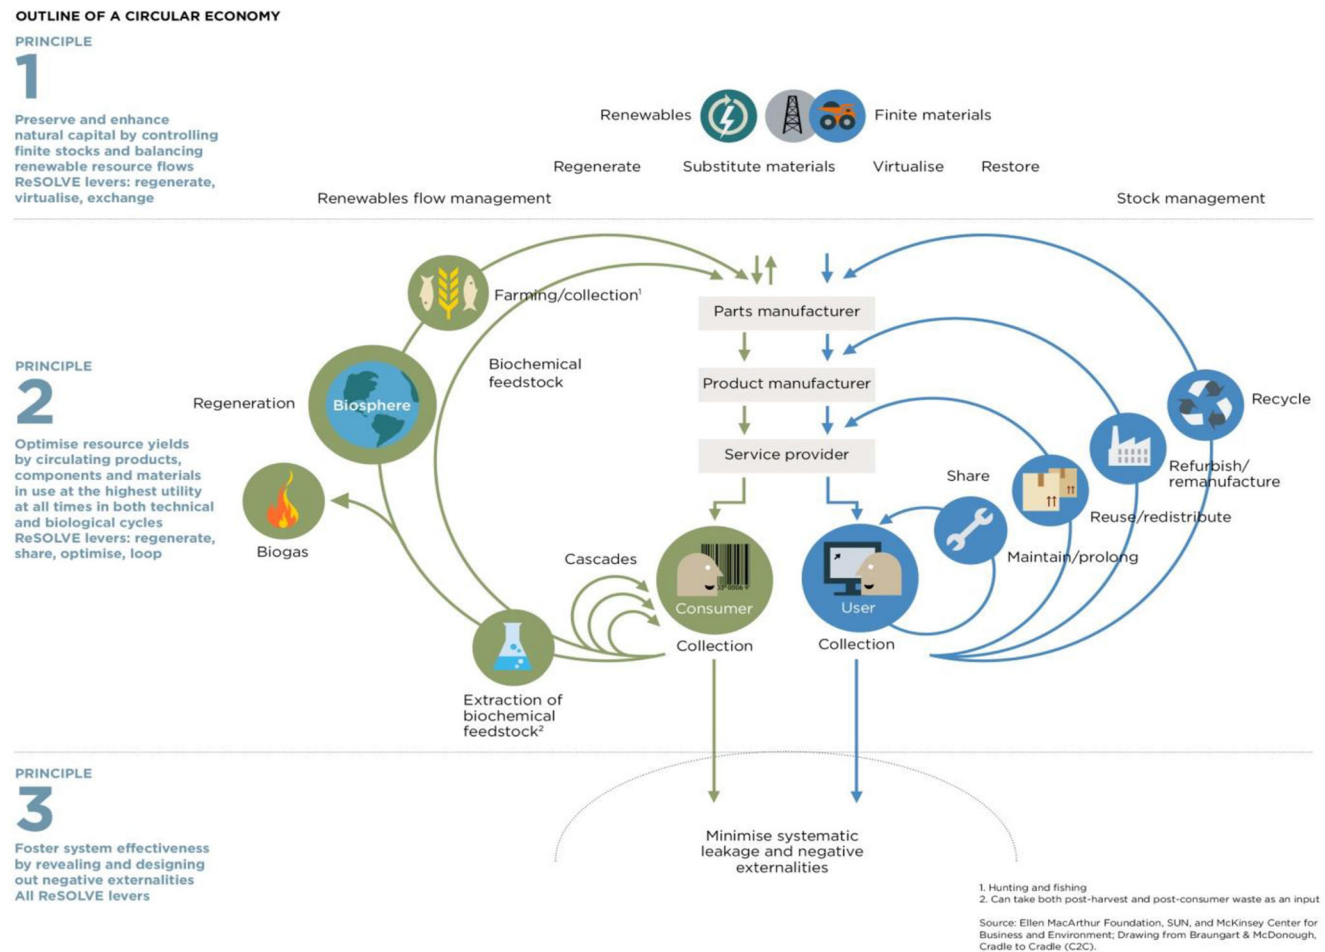 OUTLINE OF A CIRCULAR ECONOMY
PRINCIPLE
1
Preserve and enhance
natural capital by controlling
finite stocks and balancing
renewable resource flows
ReSOLVE levers: regenerate,
virtualise, exchange
Renewables
Finite materials
Regenerate
Substitute materials
Virtualise
Restore
Renewables flow management
Stock management
PRINCIPLE
2
Optimise resource yields
by circulating products,
components and materials
in use at the highest utility
at all times in both technical
and biological cycles
ReSOLVE levers: regenerate,
share, optimise, loop
Farming/collection¹
Biochemical
feedstock
Regeneration
Biosphere
Biogas
Cascades
Extraction of
biochemical
feedstock²
Parts manufacturer
Product manufacturer
Service provider
Consumer
Collection
User
Collection
Share
Maintain/prolong
Reuse/redistribute
Refurbish/
remanufacture
Recycle
PRINCIPLE
3
Foster system effectiveness
by revealing and designing
out negative externalities
All ReSOLVE levers
Minimise systematic
leakage and negative
externalities
1. Hunting and fishing
2. Can take both post-harvest and post-consumer waste as an input
Source: Ellen MacArthur Foundation, SUN, and McKinsey Center for
Business and Environment; Drawing from Braungart & McDonough,
Cradle to Cradle (C2C).